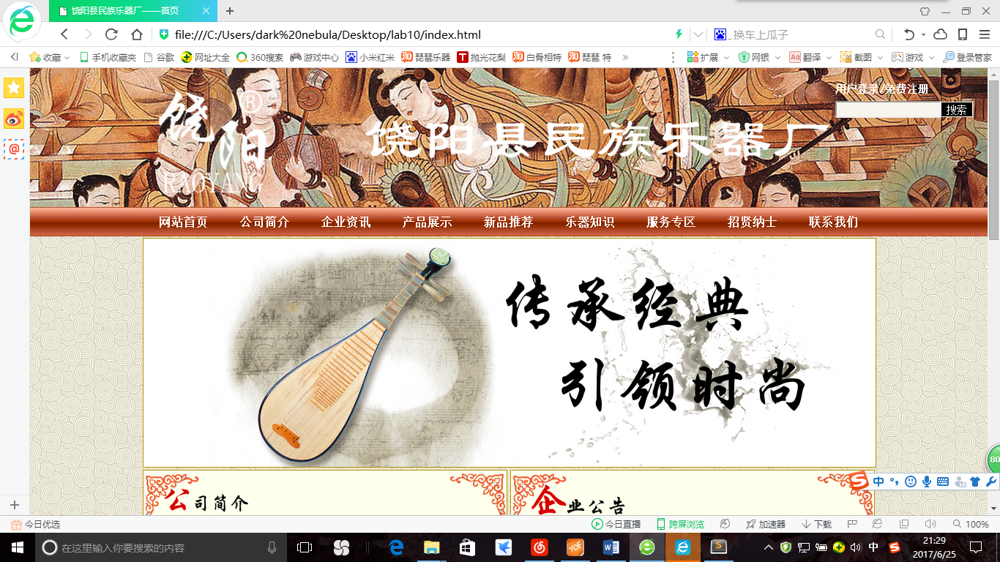 饶阳县民族乐器厂——首页
file:///C:/Users/dark%20nebula/Desktop/lab10/index.html
换车上瓜子
收藏 手机收藏夹 谷歌 网址大全 360搜索 游戏中心 小米红米 琵琶乐器 抛光花梨 白骨相特 琵琶 特 » 扩展 网银 翻译 截图 游戏 登录管家
用户登录/免费注册
搜索
饶阳®
RAOYANG
饶阳县民族乐器厂
网站首页 公司简介 企业资讯 产品展示 新品推荐 乐器知识 服务专区 招贤纳士 联系我们
传承经典
引领时尚
80
中
公司简介 企业公告
今日优选 今日直播 跨屏浏览 加速器 下载 100%
在这里输入你要搜索的内容
中
21:29
2017/6/25